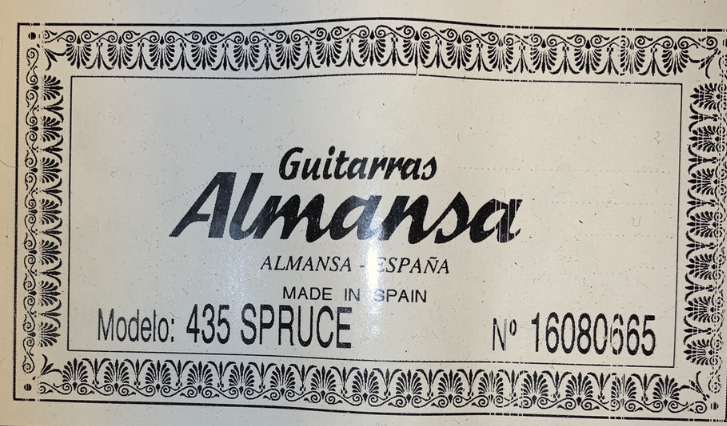 Guitarras
Almansa
ALMANSA - ESPAÑA
MADE IN SPAIN
Modelo: 435 SPRUCE Nº 16080665